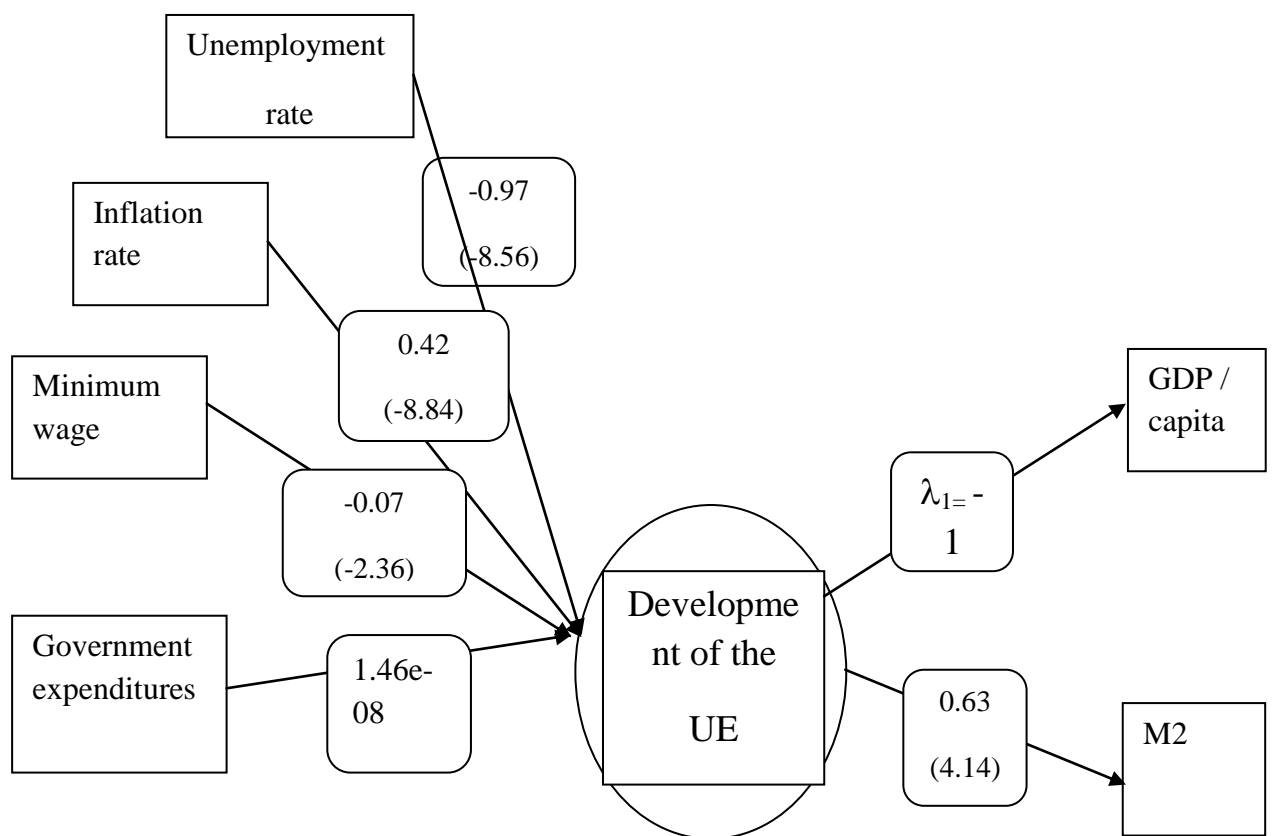 Unemployment
rate
-0.97
(-8.56)
Inflation
rate
0.42
(-8.84)
Minimum
wage
-0.07
(-2.36)
Government
expenditures
1.46e-
08
Developme
nt of the
UE
GDP /
capita
λ1= -
1
0.63
(4.14)
M2